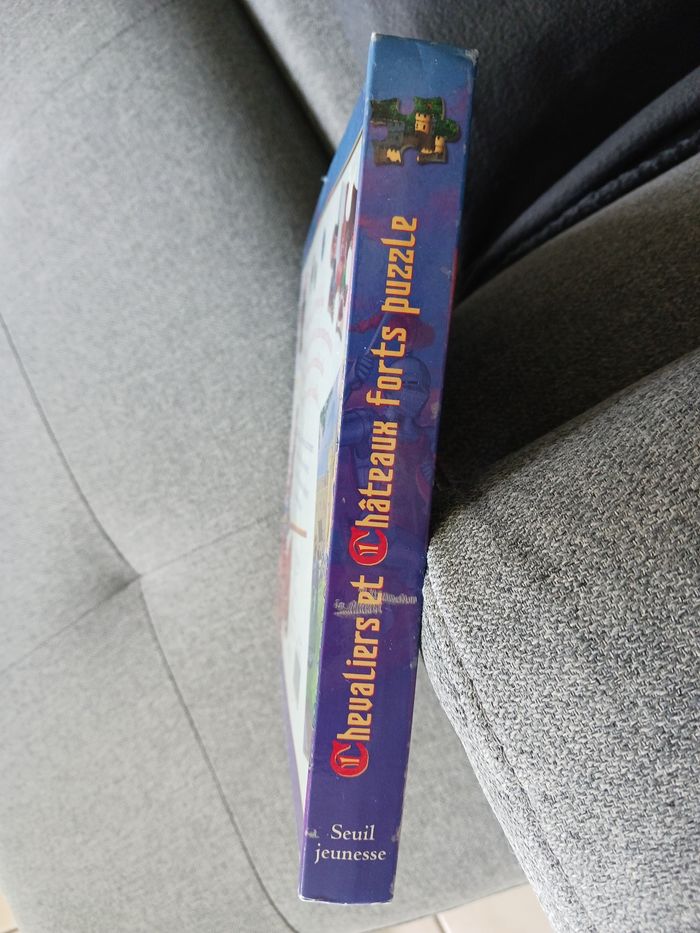 Chevaliers et Châteaux forts puzzle
Seuil
jeunesse